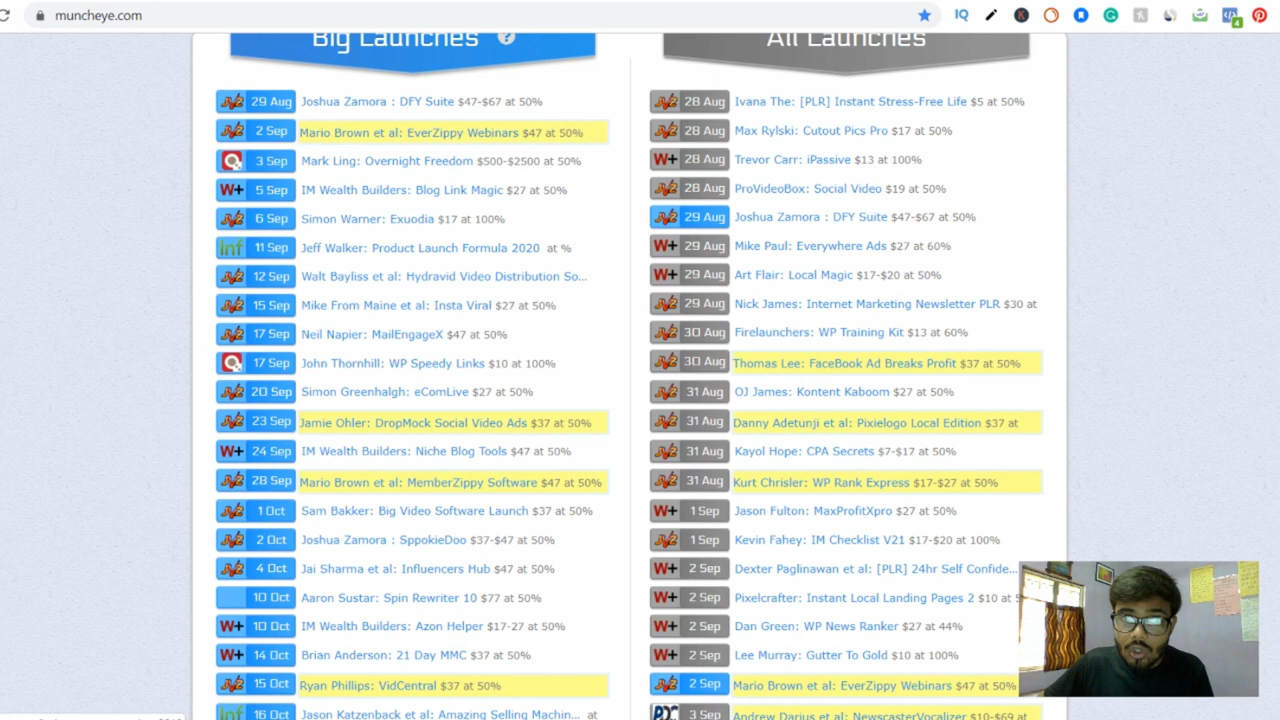 muncheye.com
Big Launches ?
29 Aug Joshua Zamora : DFY Suite $47-$67 at 50%
2 Sep Mario Brown et al: EverZippy Webinars $47 at 50%
3 Sep Mark Ling: Overnight Freedom $500-$2500 at 50%
W+ 5 Sep IM Wealth Builders: Blog Link Magic $27 at 50%
6 Sep Simon Warner: Exuodia $17 at 100%
inf 11 Sep Jeff Walker: Product Launch Formula 2020 at %
12 Sep Walt Bayliss et al: Hydravid Video Distribution So...
15 Sep Mike From Maine et al: Insta Viral $27 at 50%
17 Sep Neil Napier: MailEngageX $47 at 50%
17 Sep John Thornhill: WP Speedy Links $10 at 100%
20 Sep Simon Greenhalgh: eComLive $27 at 50%
23 Sep Jamie Ohler: DropMock Social Video Ads $37 at 50%
W+ 24 Sep IM Wealth Builders: Niche Blog Tools $47 at 50%
28 Sep Mario Brown et al: MemberZippy Software $47 at 50%
1 Oct Sam Bakker: Big Video Software Launch $37 at 50%
2 Oct Joshua Zamora : SppokieDoo $37-$47 at 50%
4 Oct Jai Sharma et al: Influencers Hub $47 at 50%
10 Oct Aaron Sustar: Spin Rewriter 10 $77 at 50%
W+ 10 Oct IM Wealth Builders: Azon Helper $17-27 at 50%
W+ 14 Oct Brian Anderson: 21 Day MMC $37 at 50%
15 Oct Ryan Phillips: VidCentral $37 at 50%
inf 16 Oct Jason Katzenback et al: Amazing Selling Machin... at
All Launches
28 Aug Ivana The: [PLR] Instant Stress-Free Life $5 at 50%
28 Aug Max Rylski: Cutout Pics Pro $17 at 50%
W+ 28 Aug Trevor Carr: iPassive $13 at 100%
28 Aug ProVideoBox: Social Video $19 at 50%
29 Aug Joshua Zamora : DFY Suite $47-$67 at 50%
W+ 29 Aug Mike Paul: Everywhere Ads $27 at 60%
W+ 29 Aug Art Flair: Local Magic $17-$20 at 50%
29 Aug Nick James: Internet Marketing Newsletter PLR $30 at
30 Aug Firelaunchers: WP Training Kit $13 at 60%
30 Aug Thomas Lee: FaceBook Ad Breaks Profit $37 at 50%
31 Aug OJ James: Kontent Kaboom $27 at 50%
31 Aug Danny Adetunji et al: Pixielogo Local Edition $37 at
31 Aug Kayol Hope: CPA Secrets $7-$17 at 50%
31 Aug Kurt Chrisler: WP Rank Express $17-$27 at 50%
W+ 1 Sep Jason Fulton: MaxProfitXpro $27 at 50%
W+ 1 Sep Kevin Fahey: IM Checklist V21 $17-$20 at 100%
W+ 2 Sep Dexter Paglinawan et al: [PLR] 24hr Self Confide...
W+ 2 Sep Pixelcrafter: Instant Local Landing Pages 2 $10 at
W+ 2 Sep Dan Green: WP News Ranker $27 at 44%
W+ 2 Sep Lee Murray: Gutter To Gold $10 at 100%
2 Sep Mario Brown et al: EverZippy Webinars $47 at 50%
3 Sep Andrew Darius et al: NewscasterVocalizer $10-$69 at